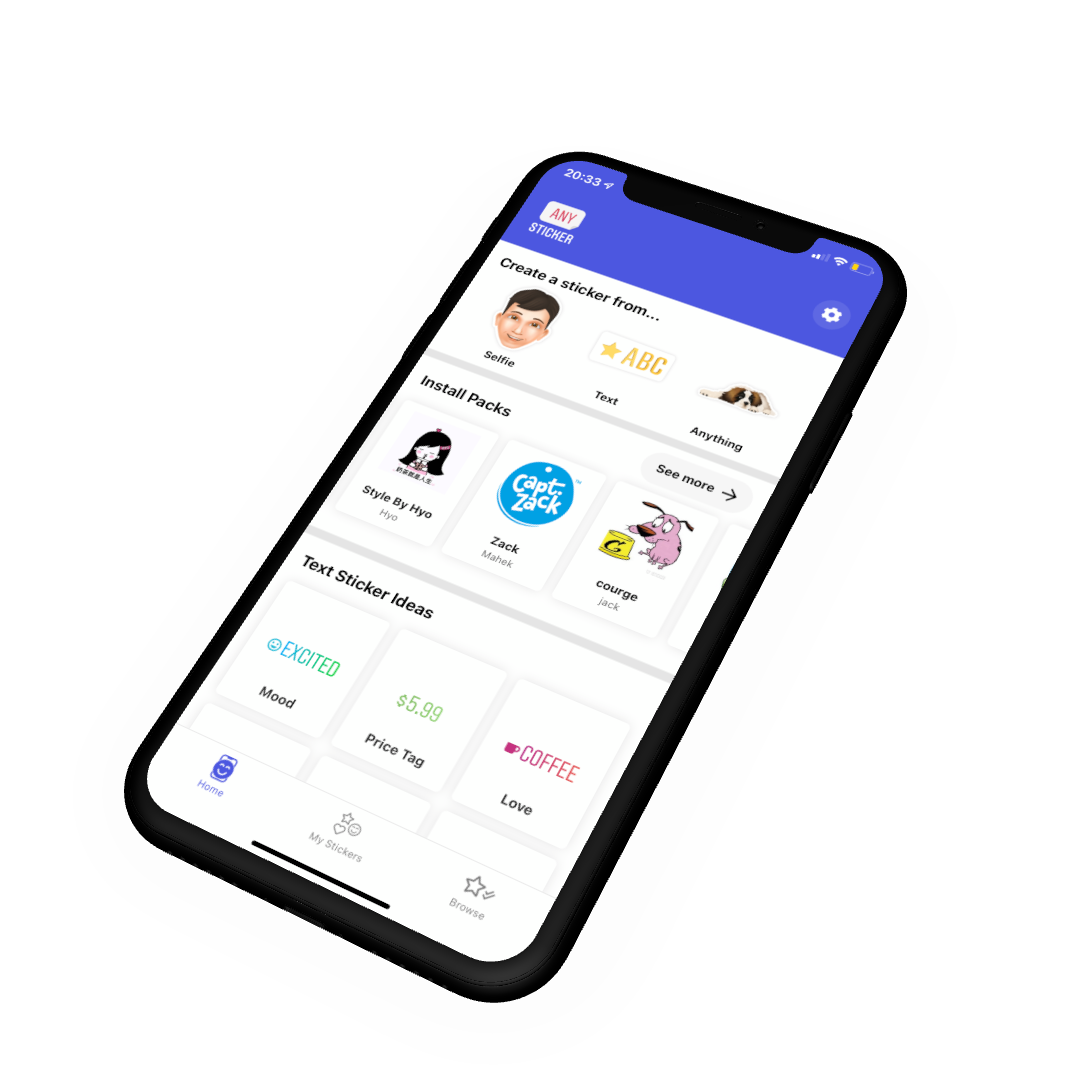 20:33
ANY
STICKER
Create a sticker from...
ABC
Selfie
Text
Anything
Install Packs
See more
奶茶就是人生...
Capt.
Zack
TM
C
Style By Hyo
Hyo
Zack
Mahek
courge
jack
Text Sticker Ideas
EXCITED
$5.99
COFFEE
Mood
Price Tag
Love
Home
My Stickers
Browse